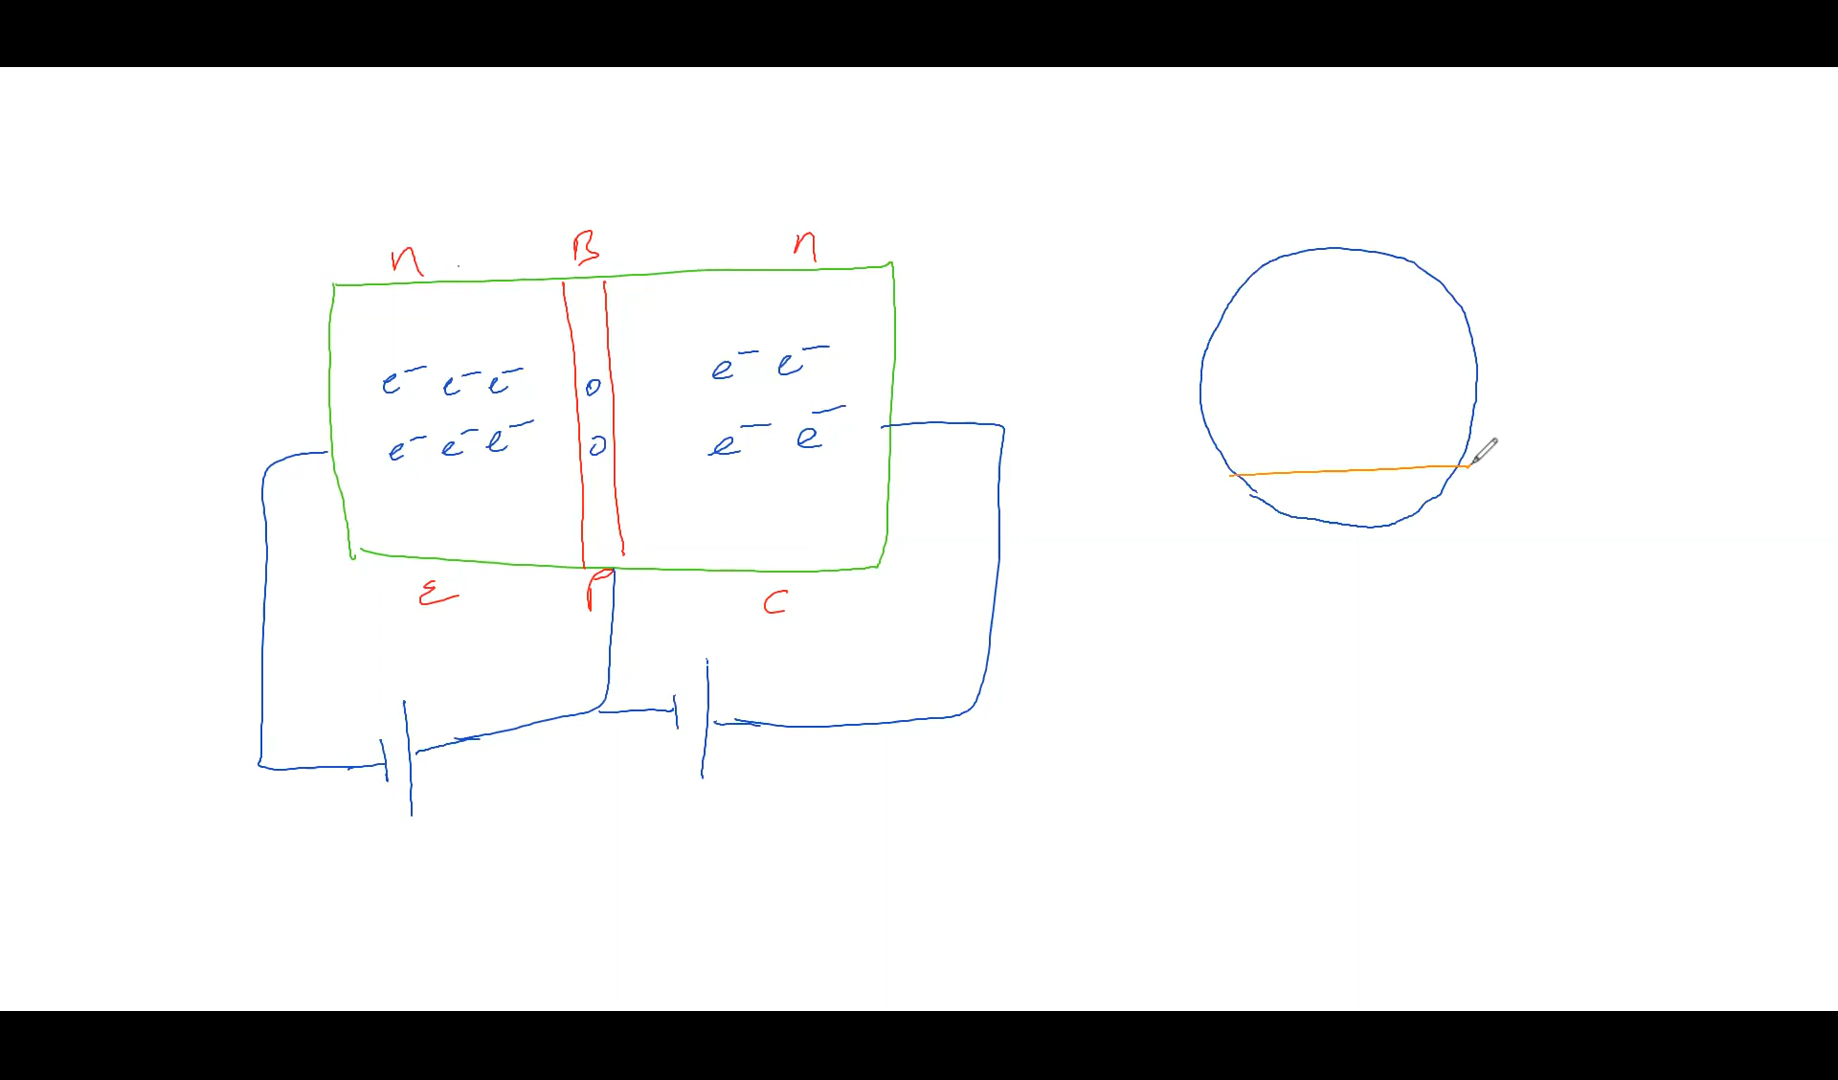 n B n
e⁻ e⁻ e⁻ o e⁻ e⁻
e⁻ e⁻ e⁻ o e⁻ e⁻
E P C